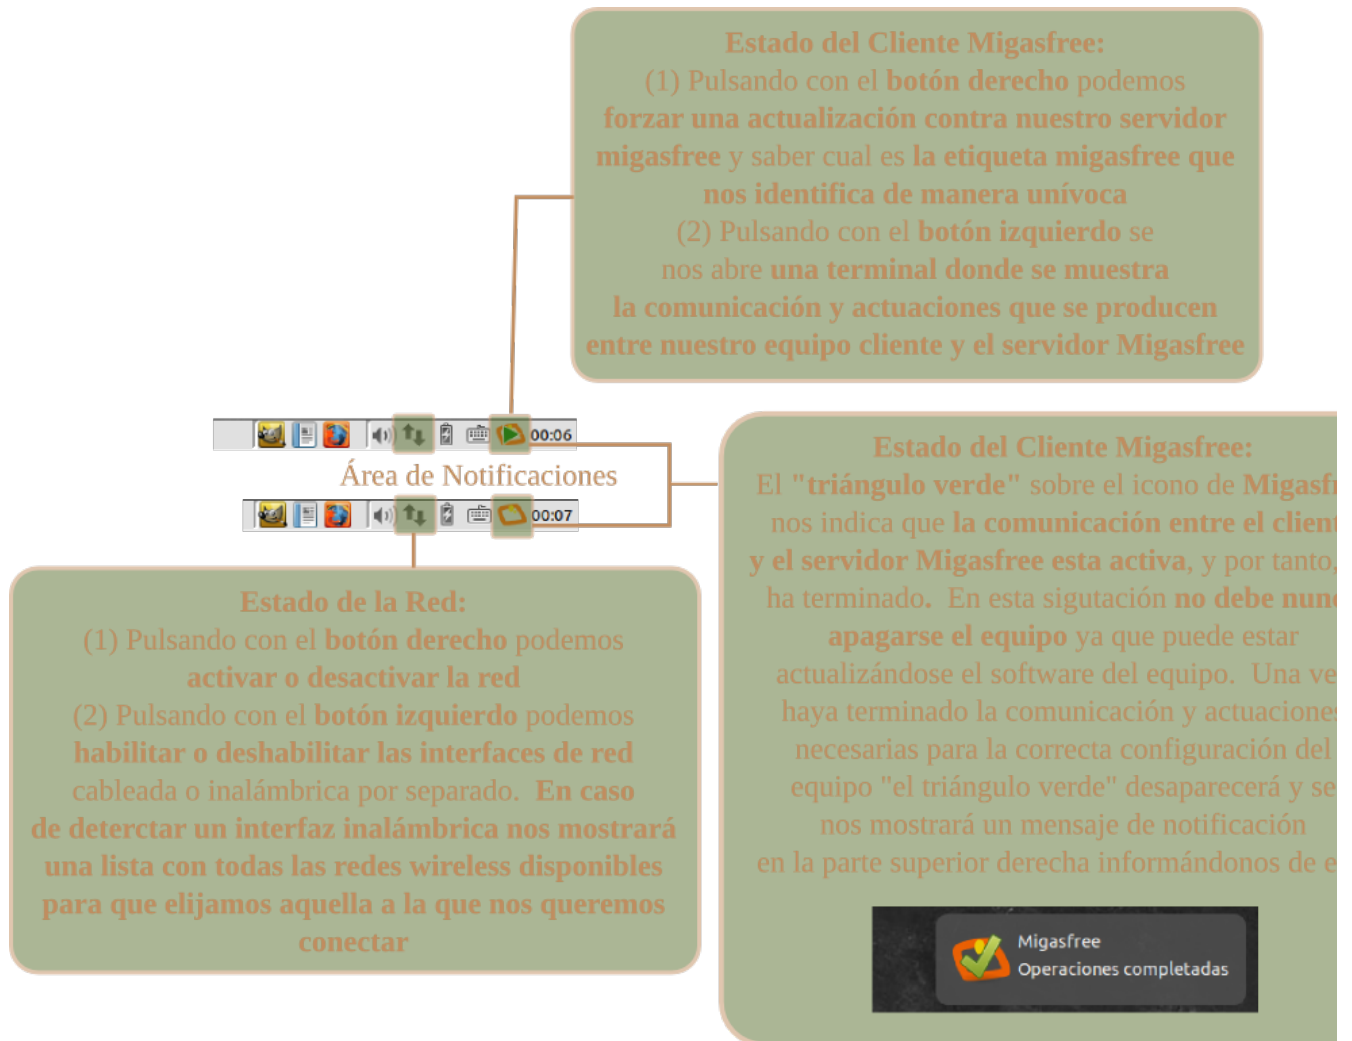 Estado del Cliente Migasfree:
(1) Pulsando con el botón derecho podemos
forzar una actualización contra nuestro servidor
migasfree y saber cual es la etiqueta migasfree que
nos identifica de manera unívoca
(2) Pulsando con el botón izquierdo se
nos abre una terminal donde se muestra
la comunicación y actuaciones que se producen
entre nuestro equipo cliente y el servidor Migasfree
00:06
Área de Notificaciones
00:07
Estado de la Red:
(1) Pulsando con el botón derecho podemos
activar o desactivar la red
(2) Pulsando con el botón izquierdo podemos
habilitar o deshabilitar las interfaces de red
cableada o inalámbrica por separado.  En caso
de deterctar un interfaz inalámbrica nos mostrará
una lista con todas las redes wireless disponibles
para que elijamos aquella a la que nos queremos
conectar
Estado del Cliente Migasfree:
El "triángulo verde" sobre el icono de
nos indica que la comunicación entre el
y el servidor Migasfree esta activa, y por tanto,
ha terminado.  En esta sigutación no debe
apagarse el equipo ya que puede estar
actualizándose el software del equipo.  Una
haya terminado la comunicación y actuaciones
necesarias para la correcta configuración del
equipo "el triángulo verde" desaparecerá y se
nos mostrará un mensaje de notificación
en la parte superior derecha informándonos de
Migasfree
Operaciones completadas